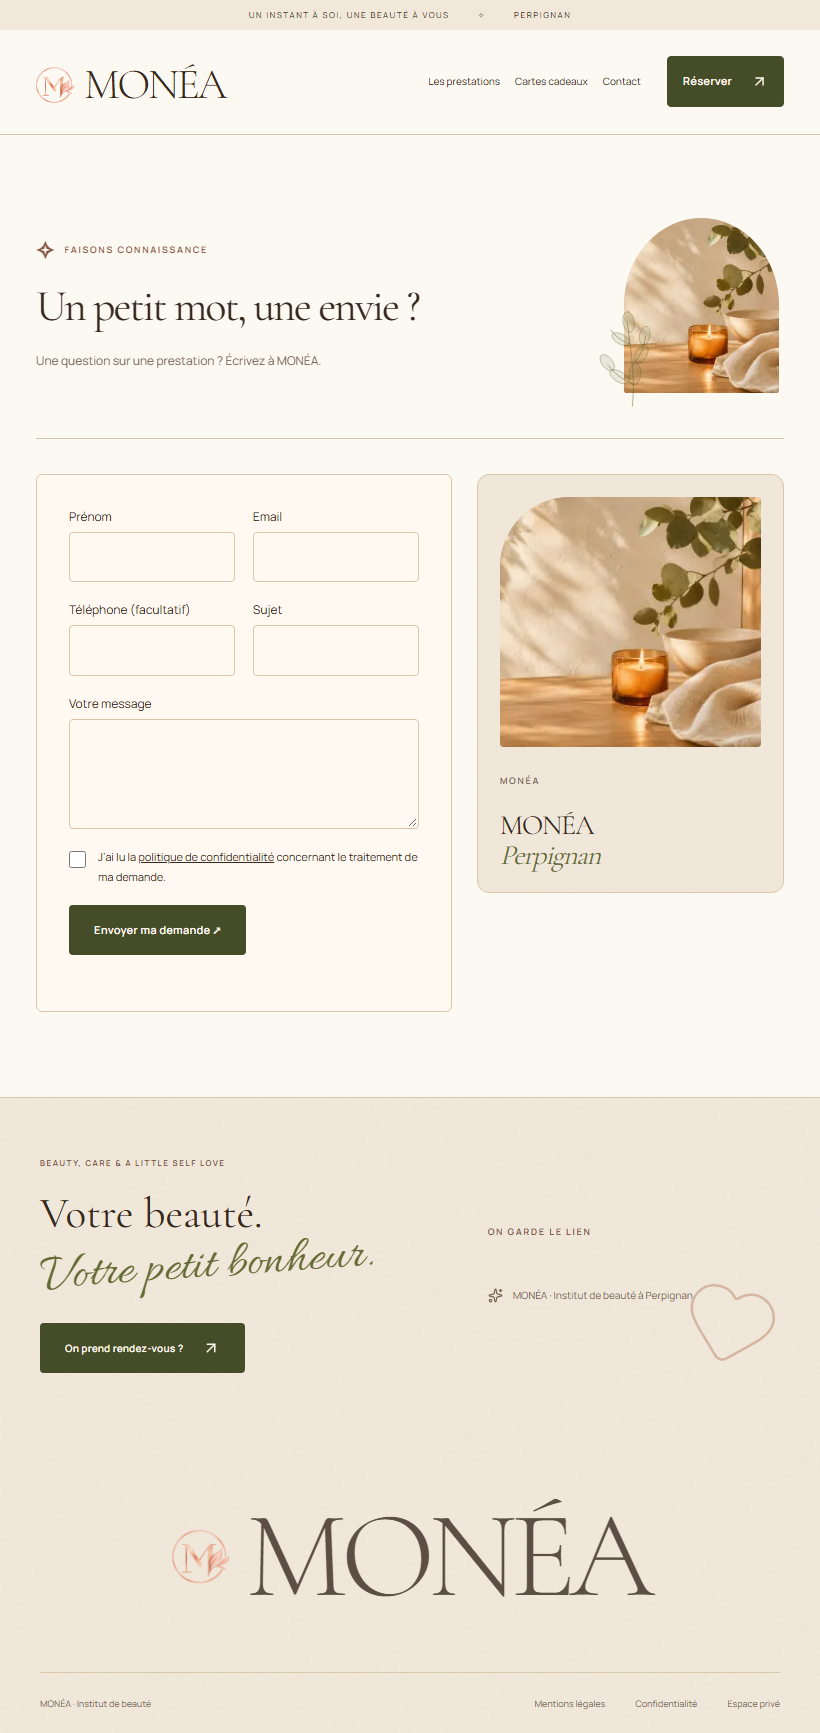 UN INSTANT À SOI, UNE BEAUTÉ À VOUS ✧ PERPIGNAN
MONÉA
Les prestations Cartes cadeaux Contact Réserver
FAISONS CONNAISSANCE
Un petit mot, une envie ?
Une question sur une prestation ? Écrivez à MONÉA.
Prénom Email
Téléphone (facultatif) Sujet
Votre message
J'ai lu la politique de confidentialité concernant le traitement de
ma demande.
Envoyer ma demande ↗
MONÉA
MONÉA
Perpignan
BEAUTY, CARE & A LITTLE SELF LOVE
Votre beauté.
Votre petit bonheur.
On prend rendez-vous ?
ON GARDE LE LIEN
MONÉA · Institut de beauté à Perpignan
M MONÉA
MONÉA · Institut de beauté
Mentions légales Confidentialité Espace privé